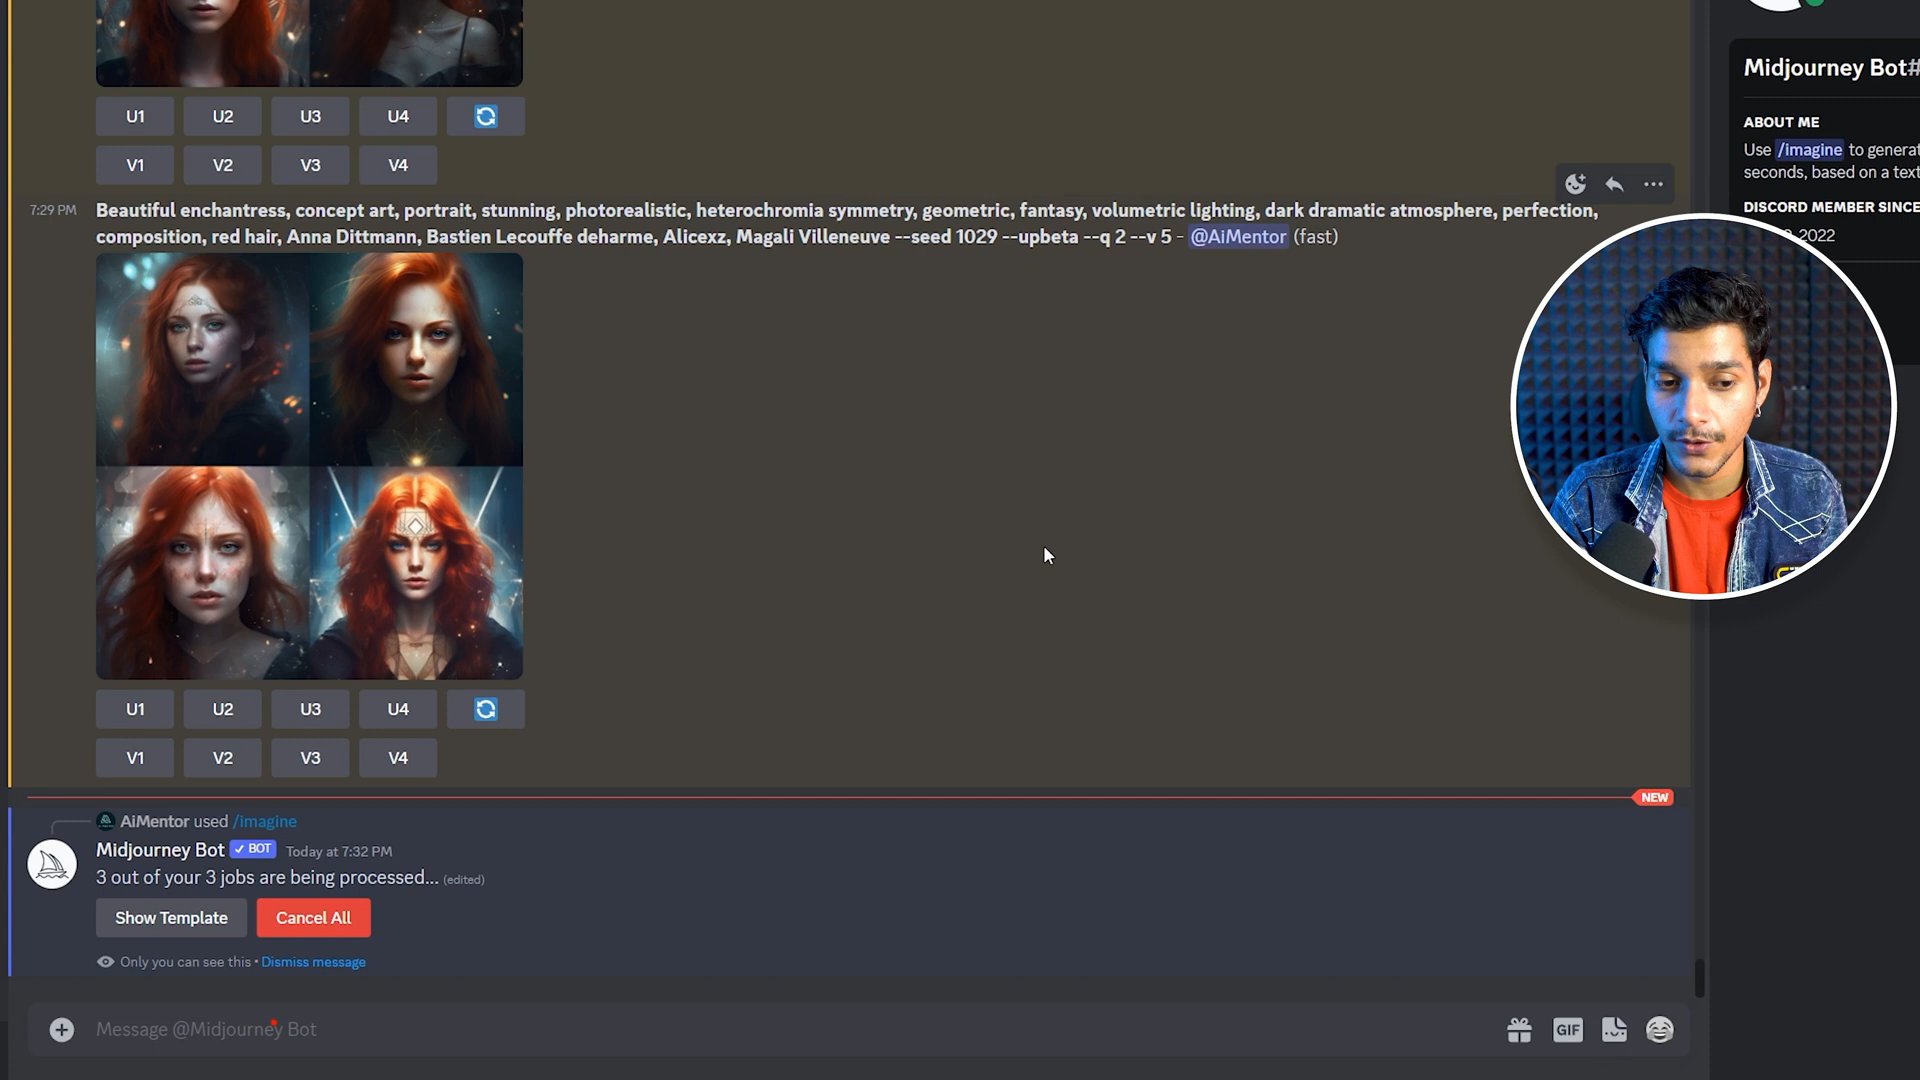 U1 U2 U3 U4
V1 V2 V3 V4
7:29 PM Beautiful enchantress, concept art, portrait, stunning, photorealistic, heterochromia symmetry, geometric, fantasy, volumetric lighting, dark dramatic atmosphere, perfection,
composition, red hair, Anna Dittmann, Bastien Lecouffe deharme, Alicexz, Magali Villeneuve --seed 1029 --upbeta --q 2 --v 5 - @AiMentor (fast)
U1 U2 U3 U4
V1 V2 V3 V4
NEW
AiMentor used /imagine
Midjourney Bot ✓ BOT Today at 7:32 PM
3 out of your 3 jobs are being processed... (edited)
Show Template Cancel All
Only you can see this • Dismiss message
Message @Midjourney Bot
GIF
Midjourney Bot#
ABOUT ME
Use /imagine to generat
seconds, based on a text
DISCORD MEMBER SINCE
2022